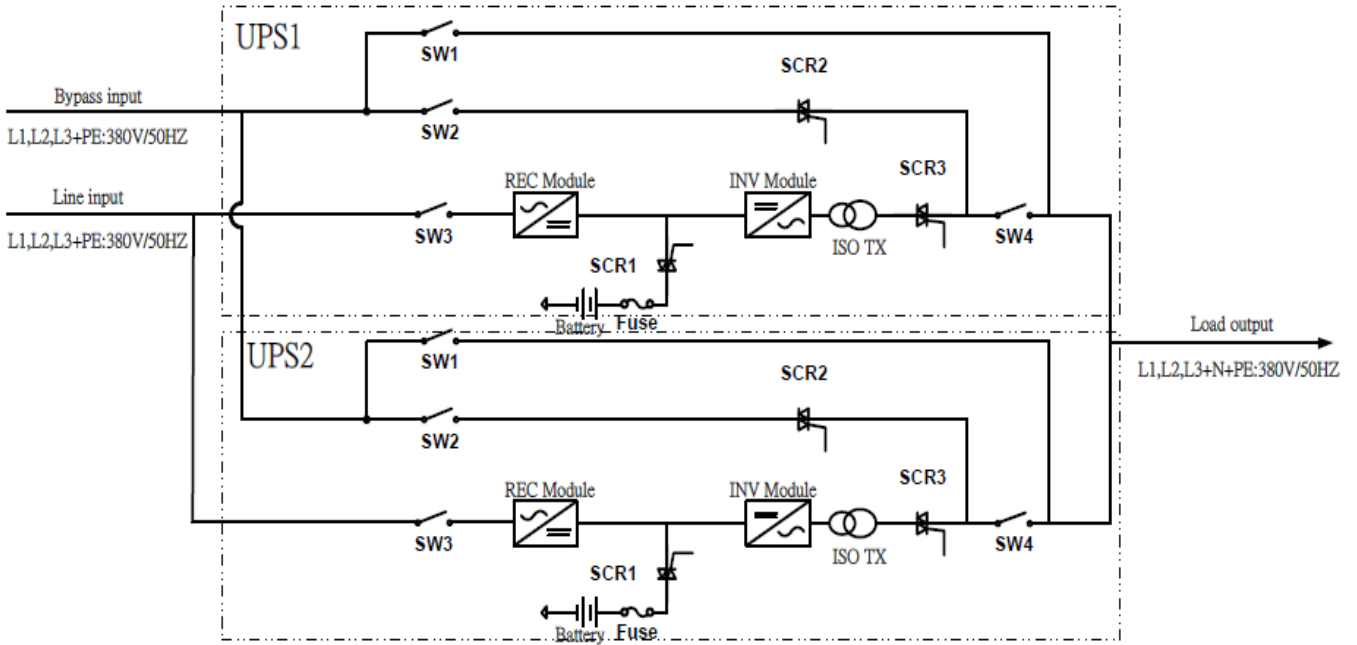 UPS1
SW1
SCR2
Bypass input
L1,L2,L3+PE:380V/50HZ
SW2
SCR3
REC Module
INV Module
Line input
L1,L2,L3+PE:380V/50HZ
SW3
SW4
ISO TX
SCR1
Battery
Fuse
Load output
L1,L2,L3+N+PE:380V/50HZ
UPS2
SW1
SCR2
SW2
SCR3
REC Module
INV Module
SW3
SW4
ISO TX
SCR1
Battery
Fuse